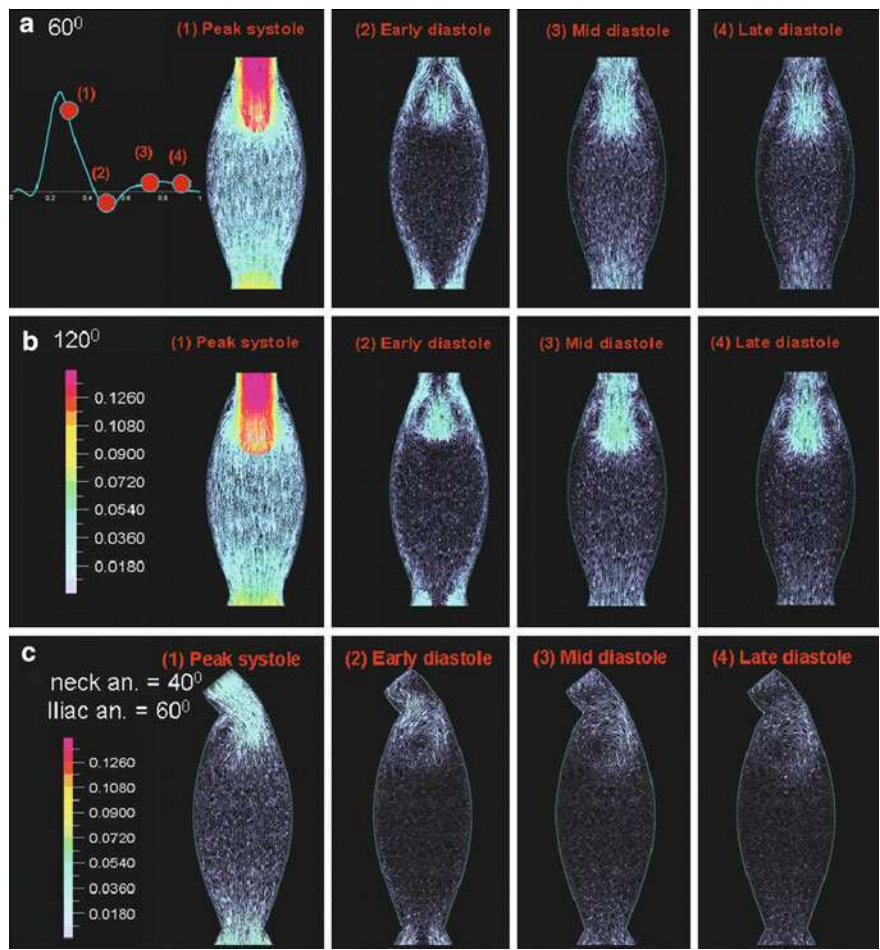 a 60⁰
(1) Peak systole
(2) Early diastole
(3) Mid diastole
(4) Late diastole
(1)
(2)
(3)
(4)
0 0.2 0.4 0.6 0.8 1
b 120⁰
(1) Peak systole
(2) Early diastole
(3) Mid diastole
(4) Late diastole
0.1260
0.1080
0.0900
0.0720
0.0540
0.0360
0.0180
c
(1) Peak systole
(2) Early diastole
(3) Mid diastole
(4) Late diastole
neck an. = 40⁰
Iliac an. = 60⁰
0.1260
0.1080
0.0900
0.0720
0.0540
0.0360
0.0180